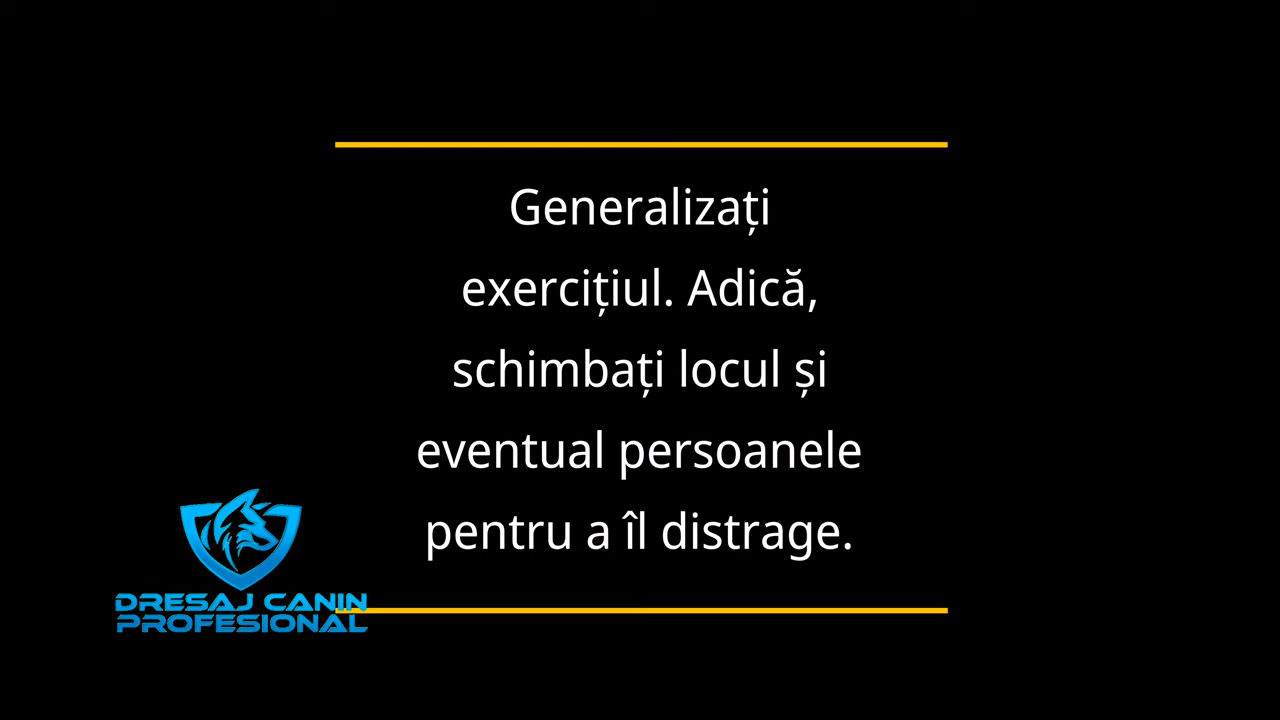 Generalizați
exercițiul. Adică,
schimbați locul și
eventual persoanele
pentru a îl distrage.
DRESAJ CANIN
PROFESIONAL